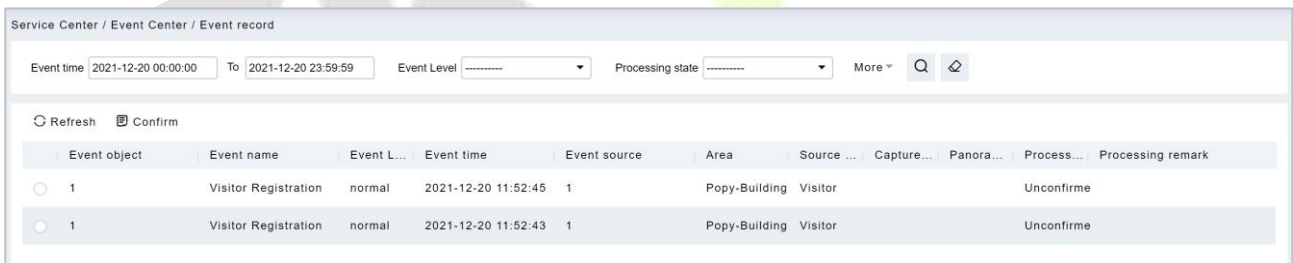 Service Center / Event Center / Event record
Event time 2021-12-20 00:00:00 To 2021-12-20 23:59:59 Event Level ---------- Processing state ---------- More
Refresh Confirm
Event object Event name Event L... Event time Event source Area Source ... Capture... Panora... Process... Processing remark
1 Visitor Registration normal 2021-12-20 11:52:45 1 Popy-Building Visitor Unconfirme
1 Visitor Registration normal 2021-12-20 11:52:43 1 Popy-Building Visitor Unconfirme